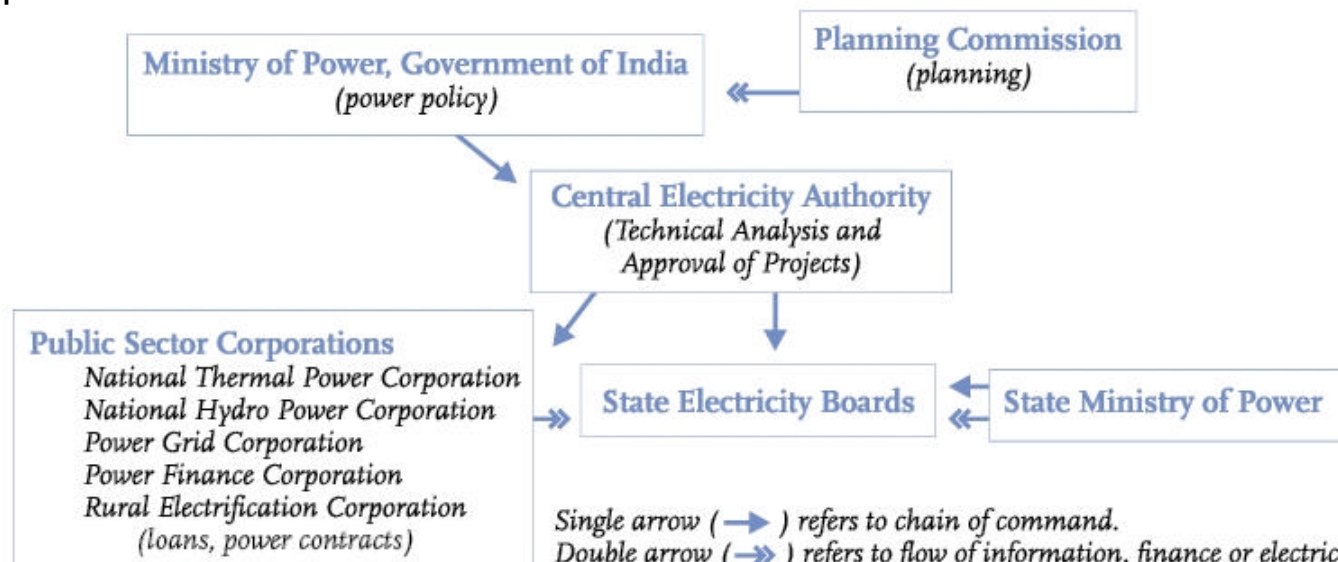 Planning Commission
(planning)
Ministry of Power, Government of India
(power policy)
Central Electricity Authority
(Technical Analysis and
Approval of Projects)
Public Sector Corporations
National Thermal Power Corporation
National Hydro Power Corporation
Power Grid Corporation
Power Finance Corporation
Rural Electrification Corporation
(loans, power contracts)
State Electricity Boards
State Ministry of Power
Single arrow ( → ) refers to chain of command.
Double arrow ( ↠ ) refers to flow of information, finance or electric